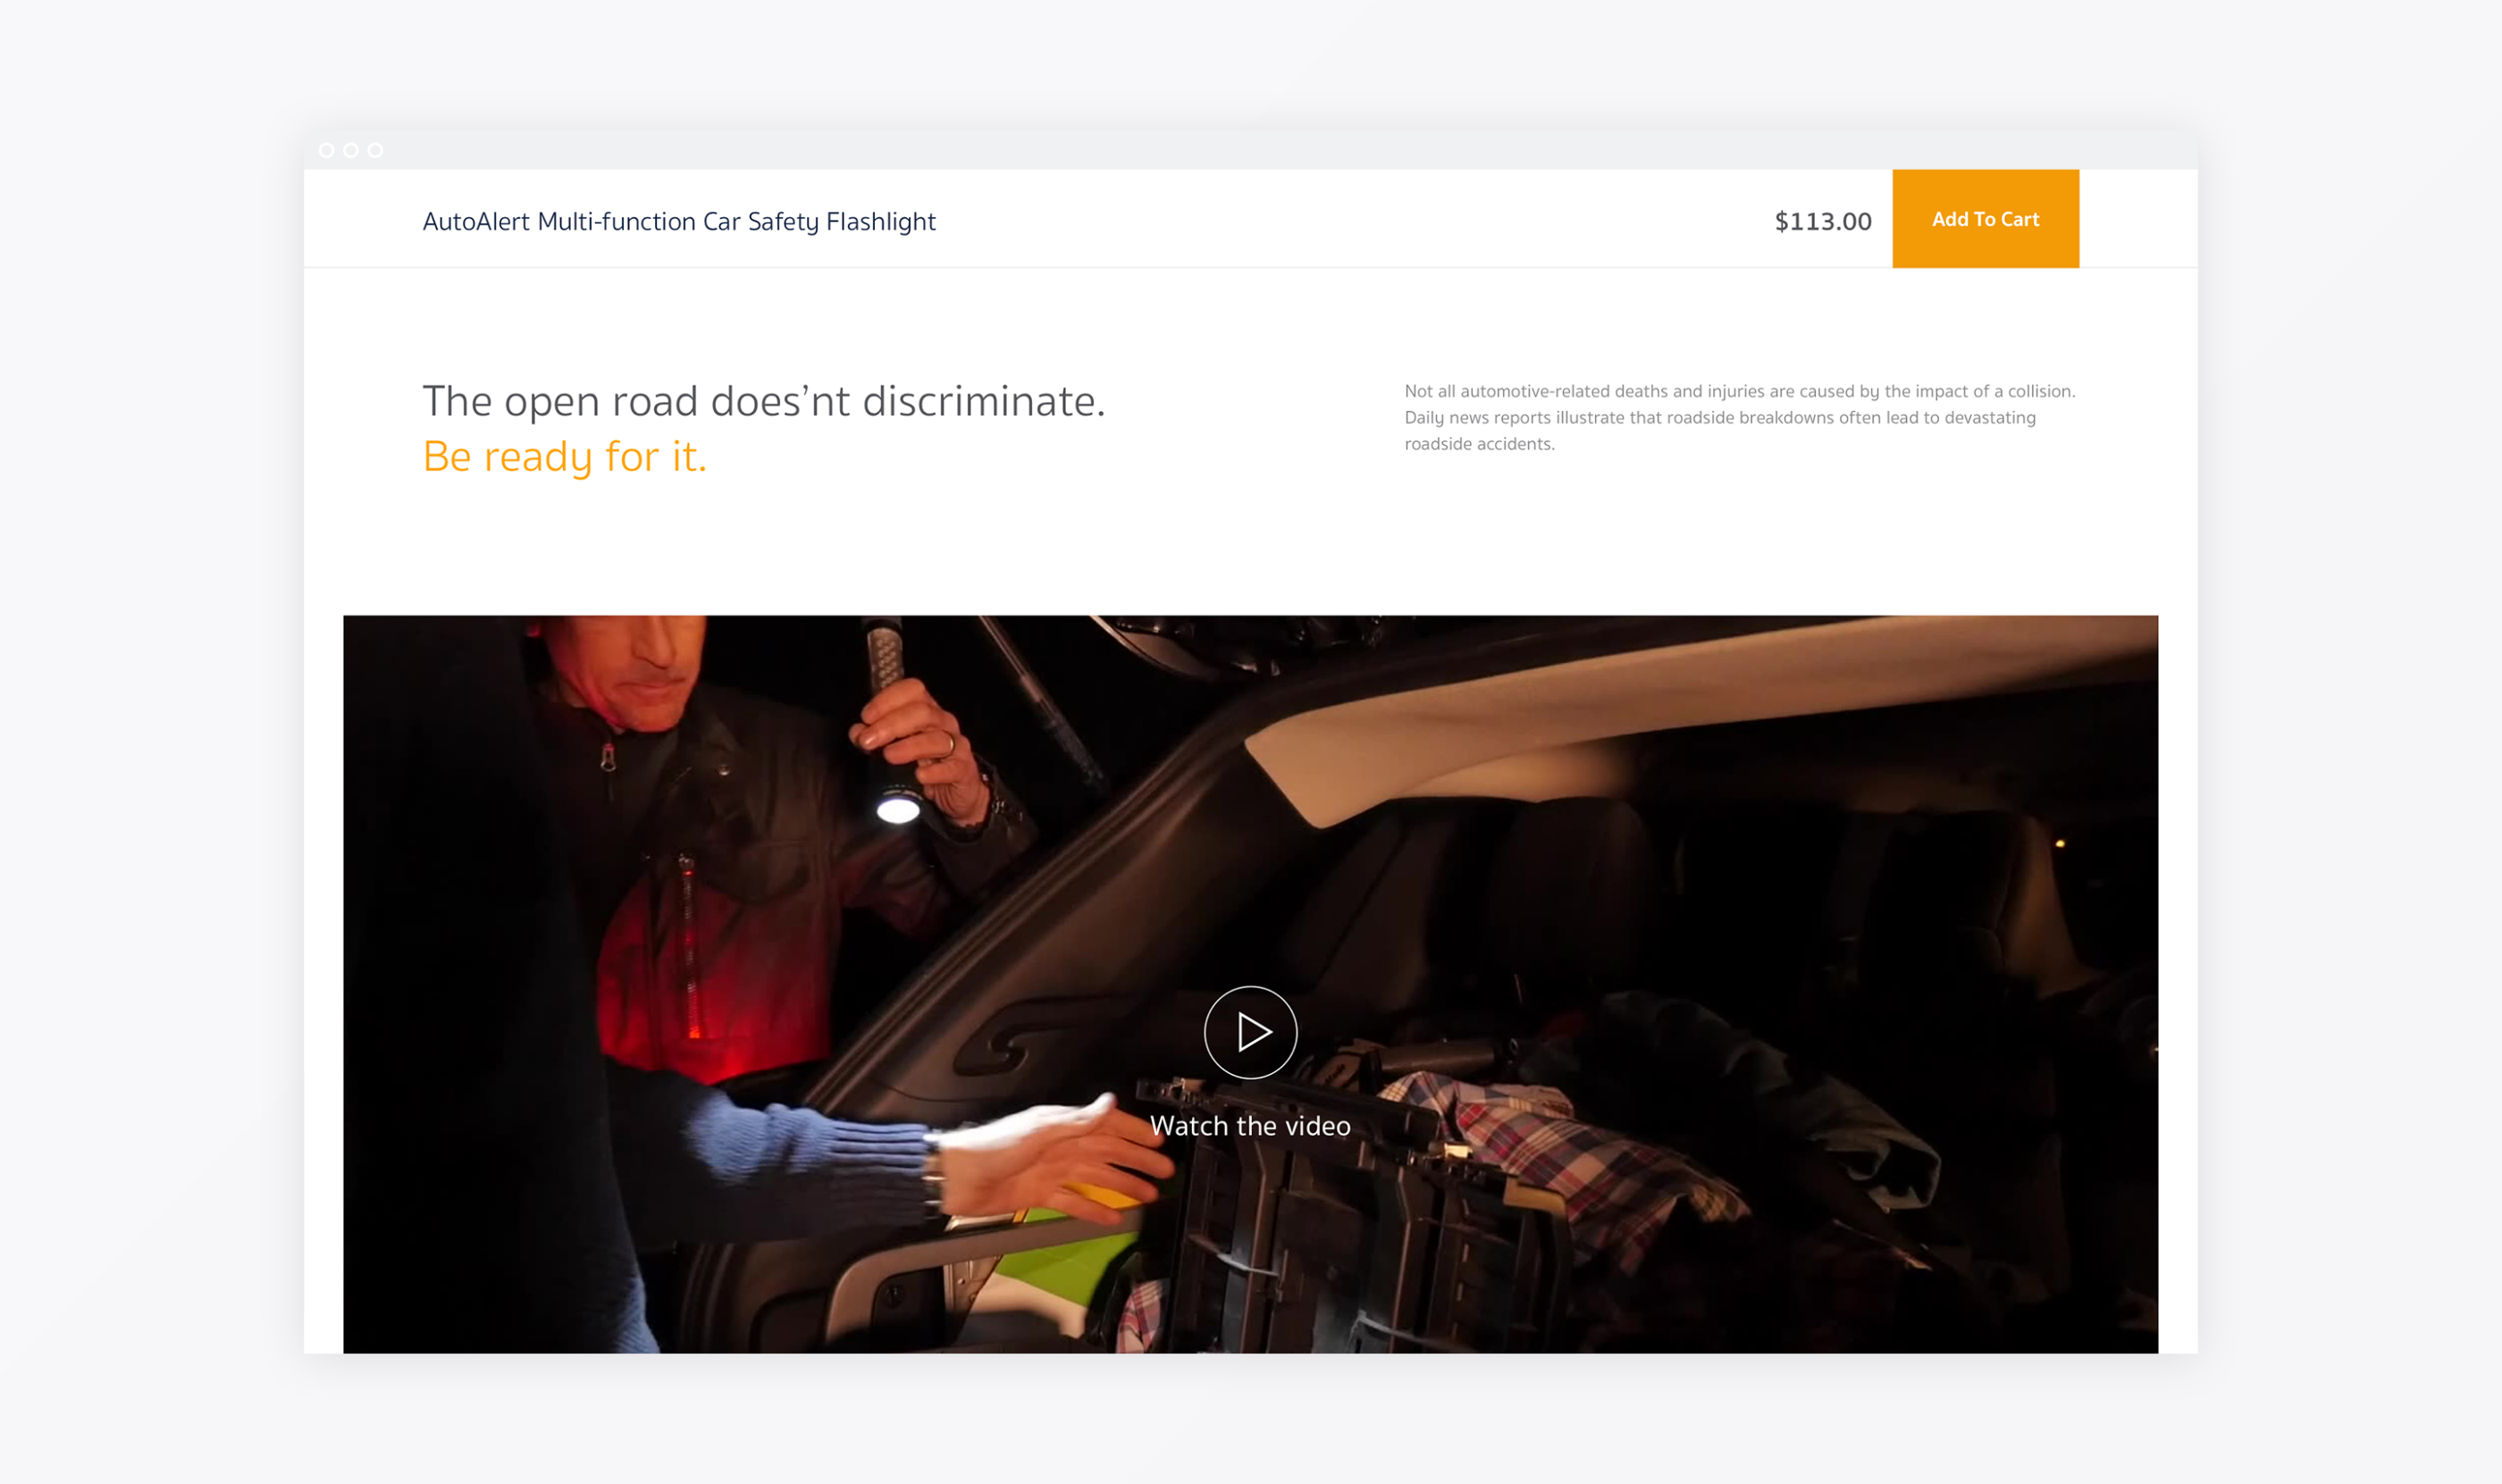 AutoAlert Multi-function Car Safety Flashlight
$113.00
Add To Cart
The open road does’nt discriminate.
Be ready for it.
Not all automotive-related deaths and injuries are caused by the impact of a collision.
Daily news reports illustrate that roadside breakdowns often lead to devastating
roadside accidents.
Watch the video